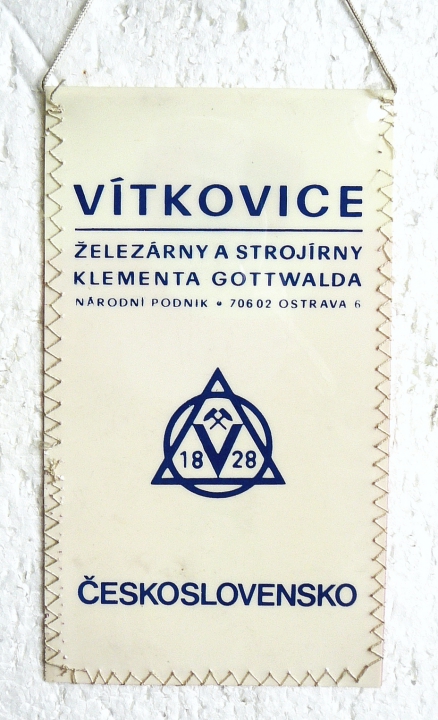 VÍTKOVICE
ŽELEZÁRNY A STROJÍRNY
KLEMENTA GOTTWALDA
NÁRODNÍ PODNIK • 70602 OSTRAVA 6
V
18 28
ČESKOSLOVENSKO